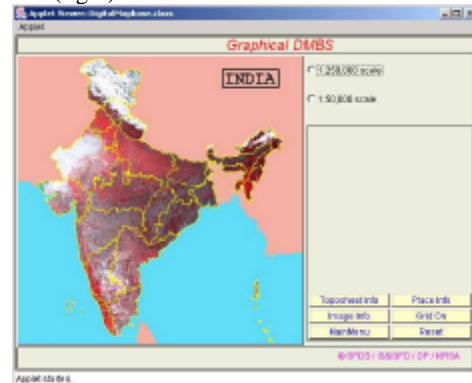 Applet Viewer: DigitalMapbase.class
Applet
Graphical DMBS
INDIA
1:250,000 scale
1:50,000 scale
Toposheet Info
Place Info
Image Info
Grid On
MainMenu
Reset
Applet started.